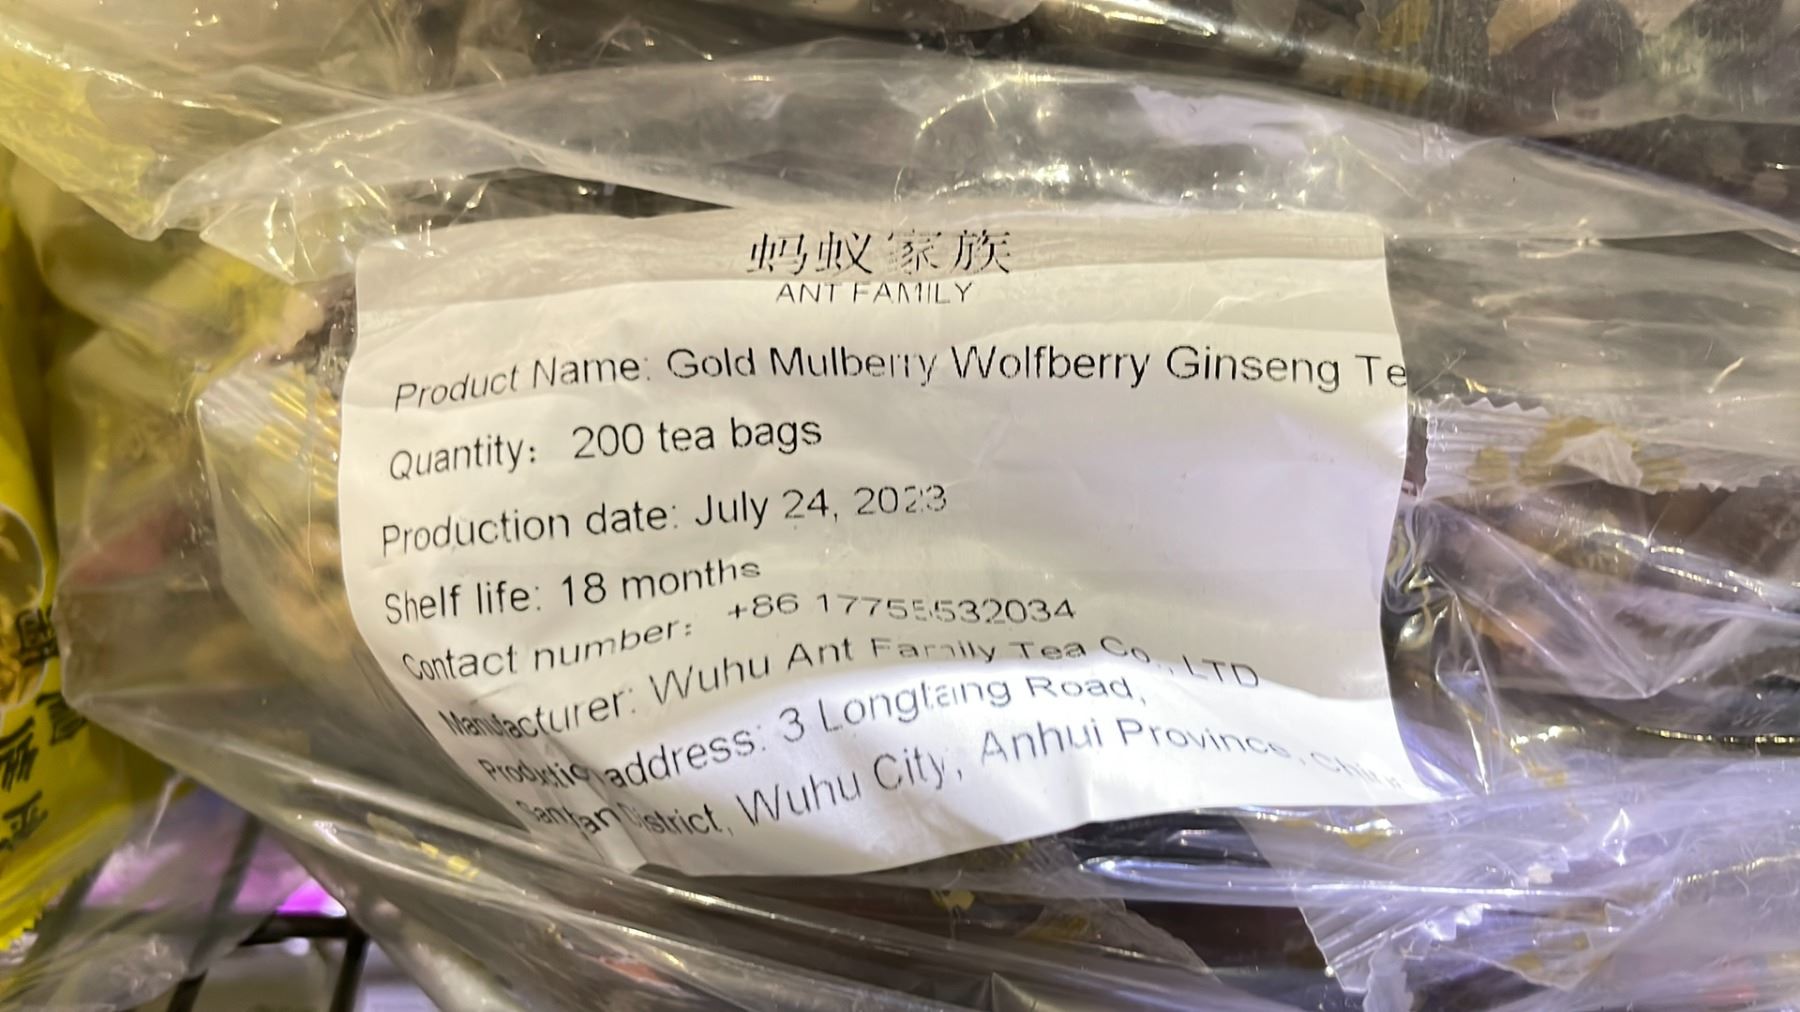 蚂蚁家族
ANT FAMILY
Product Name: Gold Mulberry Wolfberry Ginseng Te
Quantity: 200 tea bags
Production date: July 24, 2023
Shelf life: 18 months
Contact number: +86 17755532034
Manufacturer: Wuhu Ant Family Tea Co., LTD
Production address: 3 Longtang Road,
District, Wuhu City, Anhui Province, China